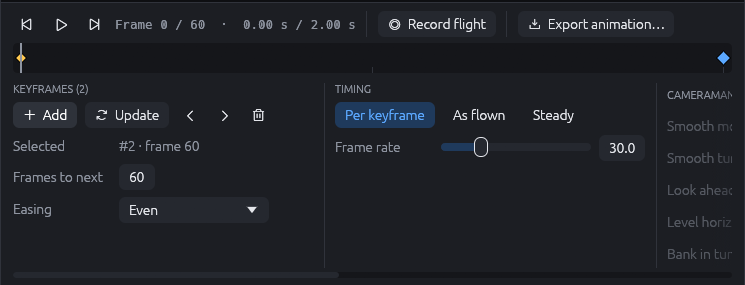 Frame 0 / 60 · 0.00 s / 2.00 s Record flight Export animation...
KEYFRAMES (2)
Add Update
Selected #2 · frame 60
Frames to next 60
Easing Even
TIMING
Per keyframe As flown Steady
Frame rate 30.0
CAMERAMAN
Smooth mo
Smooth tur
Look ahead
Level horiz
Bank in tur